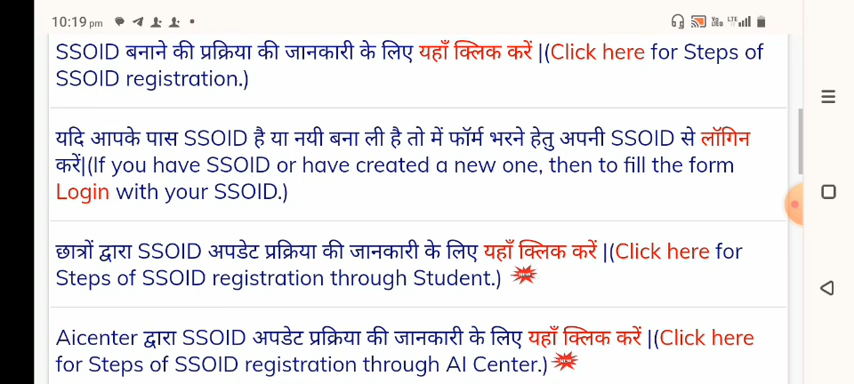 10:19 pm
SSOID बनाने की प्रक्रिया की जानकारी के लिए यहाँ क्लिक करें |(Click here for Steps of
SSOID registration.)
यदि आपके पास SSOID है या नयी बना ली है तो में फॉर्म भरने हेतु अपनी SSOID से लॉगिन
करें|(If you have SSOID or have created a new one, then to fill the form
Login with your SSOID.)
छात्रों द्वारा SSOID अपडेट प्रक्रिया की जानकारी के लिए यहाँ क्लिक करें |(Click here for
Steps of SSOID registration through Student.)
Aicenter द्वारा SSOID अपडेट प्रक्रिया की जानकारी के लिए यहाँ क्लिक करें |(Click here
for Steps of SSOID registration through AI Center.)